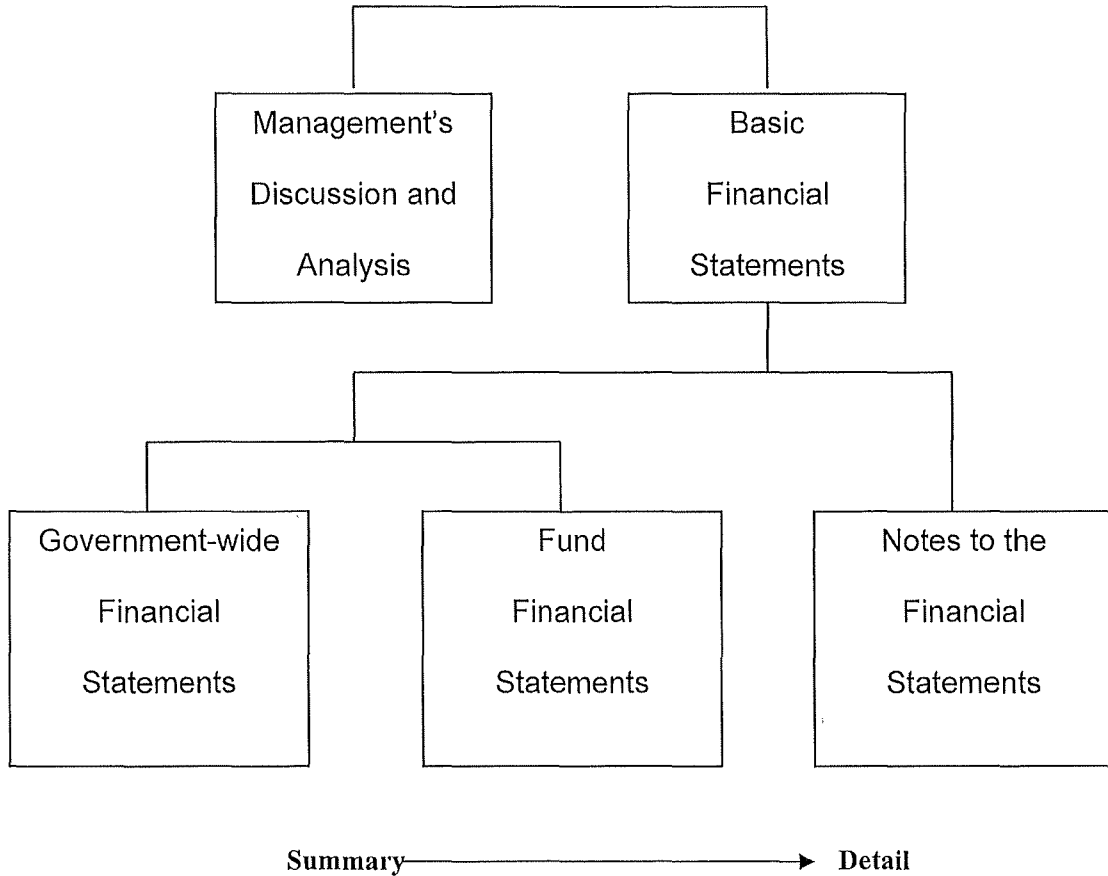 Management's
Discussion and
Analysis
Basic
Financial
Statements
Government-wide
Financial
Statements
Fund
Financial
Statements
Notes to the
Financial
Statements
Summary Detail